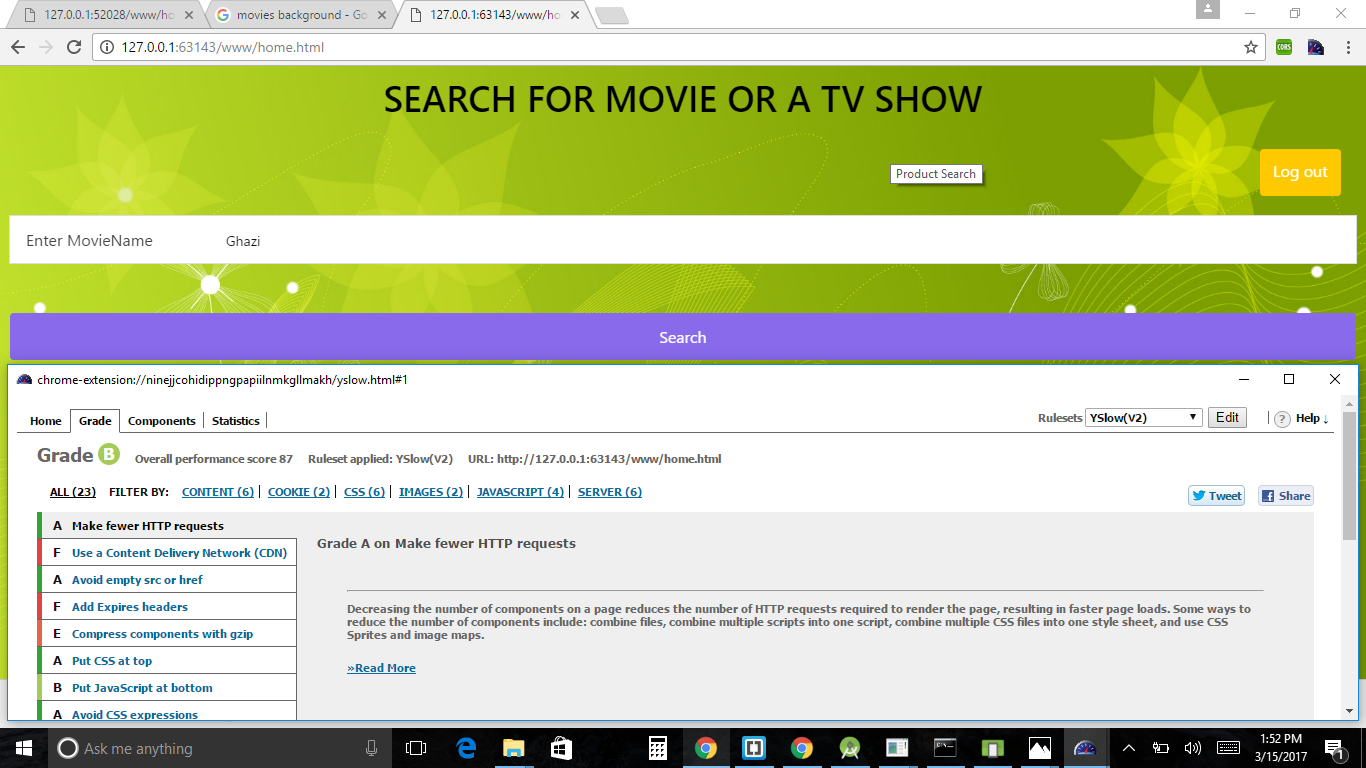 127.0.0.1:52028/www/ho
movies background - Go
127.0.0.1:63143/www/ho
127.0.0.1:63143/www/home.html
CORS
SEARCH FOR MOVIE OR A TV SHOW
Product Search
Log out
Enter MovieName
Ghazi
Search
chrome-extension://ninejjcohidippngpapiilnmkgllmakh/yslow.html#1
Home
Grade
Components
Statistics
Rulesets
YSlow(V2)
Edit
? Help ↓
Grade B
Overall performance score 87
Ruleset applied: YSlow(V2)
URL: http://127.0.0.1:63143/www/home.html
ALL (23)
FILTER BY:
CONTENT (6)
COOKIE (2)
CSS (6)
IMAGES (2)
JAVASCRIPT (4)
SERVER (6)
Tweet
Share
A Make fewer HTTP requests
F Use a Content Delivery Network (CDN)
A Avoid empty src or href
F Add Expires headers
E Compress components with gzip
A Put CSS at top
B Put JavaScript at bottom
A Avoid CSS expressions
Grade A on Make fewer HTTP requests
Decreasing the number of components on a page reduces the number of HTTP requests required to render the page, resulting in faster page loads. Some ways to
reduce the number of components include: combine files, combine multiple scripts into one script, combine multiple CSS files into one style sheet, and use CSS
Sprites and image maps.
»Read More
Ask me anything
1:52 PM
3/15/2017
1